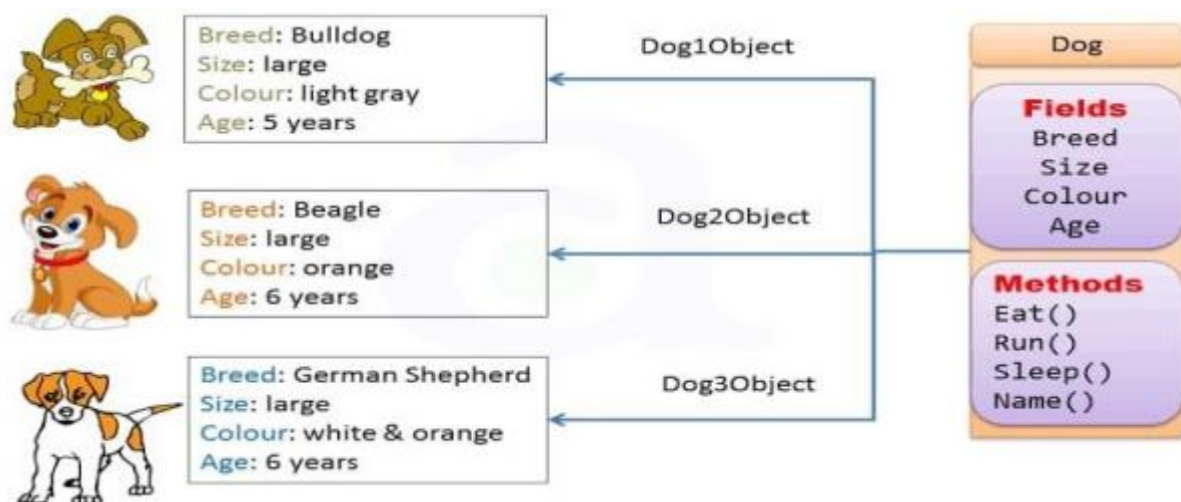 Breed: Bulldog
Size: large
Colour: light gray
Age: 5 years
Dog1Object
Breed: Beagle
Size: large
Colour: orange
Age: 6 years
Dog2Object
Breed: German Shepherd
Size: large
Colour: white & orange
Age: 6 years
Dog3Object
Dog
Fields
Breed
Size
Colour
Age
Methods
Eat()
Run()
Sleep()
Name()